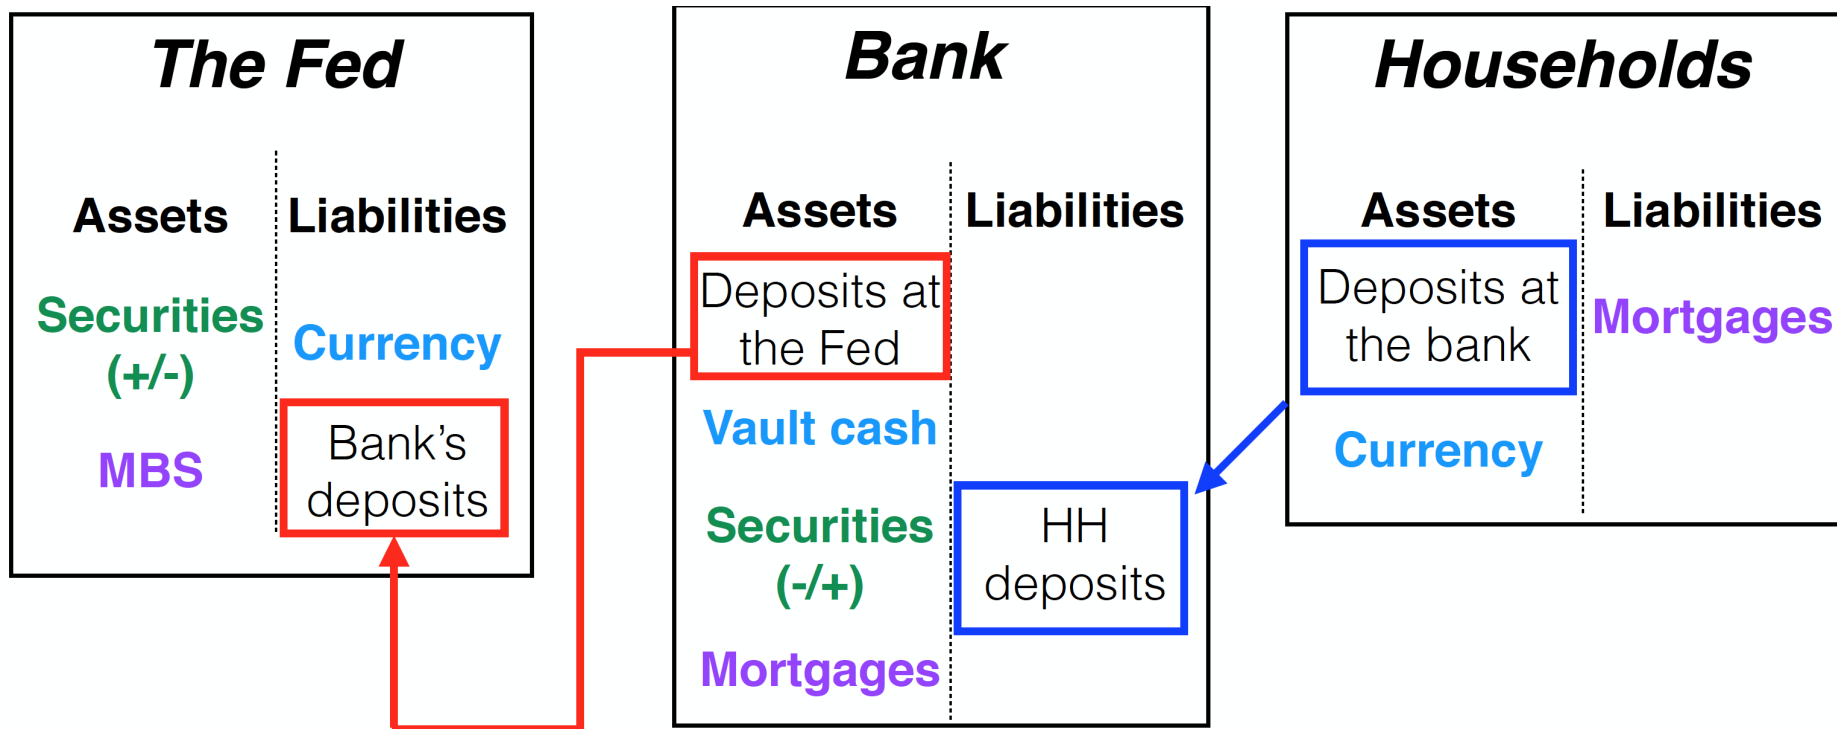 The Fed
Assets
Liabilities
Securities
(+/-)
MBS
Currency
Bank’s
deposits
Bank
Assets
Liabilities
Deposits at
the Fed
Vault cash
Securities
(-/+)
Mortgages
HH
deposits
Households
Assets
Liabilities
Deposits at
the bank
Currency
Mortgages